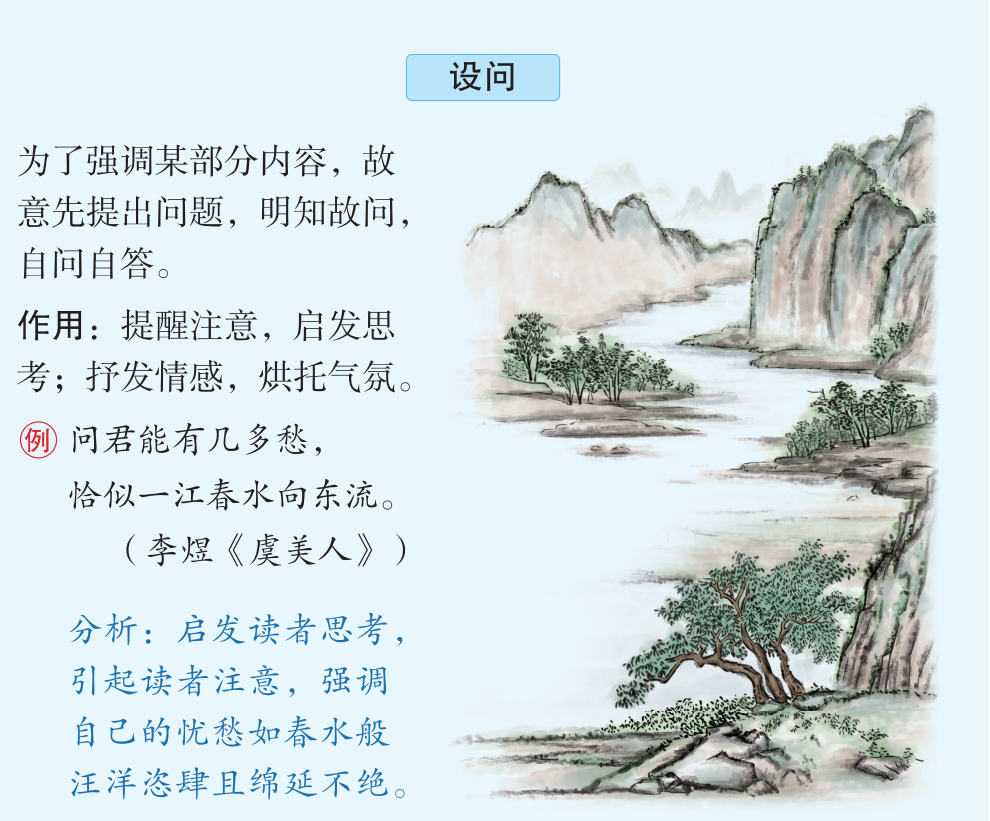 设问
为了强调某部分内容，故
意先提出问题，明知故问，
自问自答。
作用：提醒注意，启发思
考；抒发情感，烘托气氛。
例 问君能有几多愁，
恰似一江春水向东流。
（李煜《虞美人》）
分析：启发读者思考，
引起读者注意，强调
自己的忧愁如春水般
汪洋恣肆且绵延不绝。